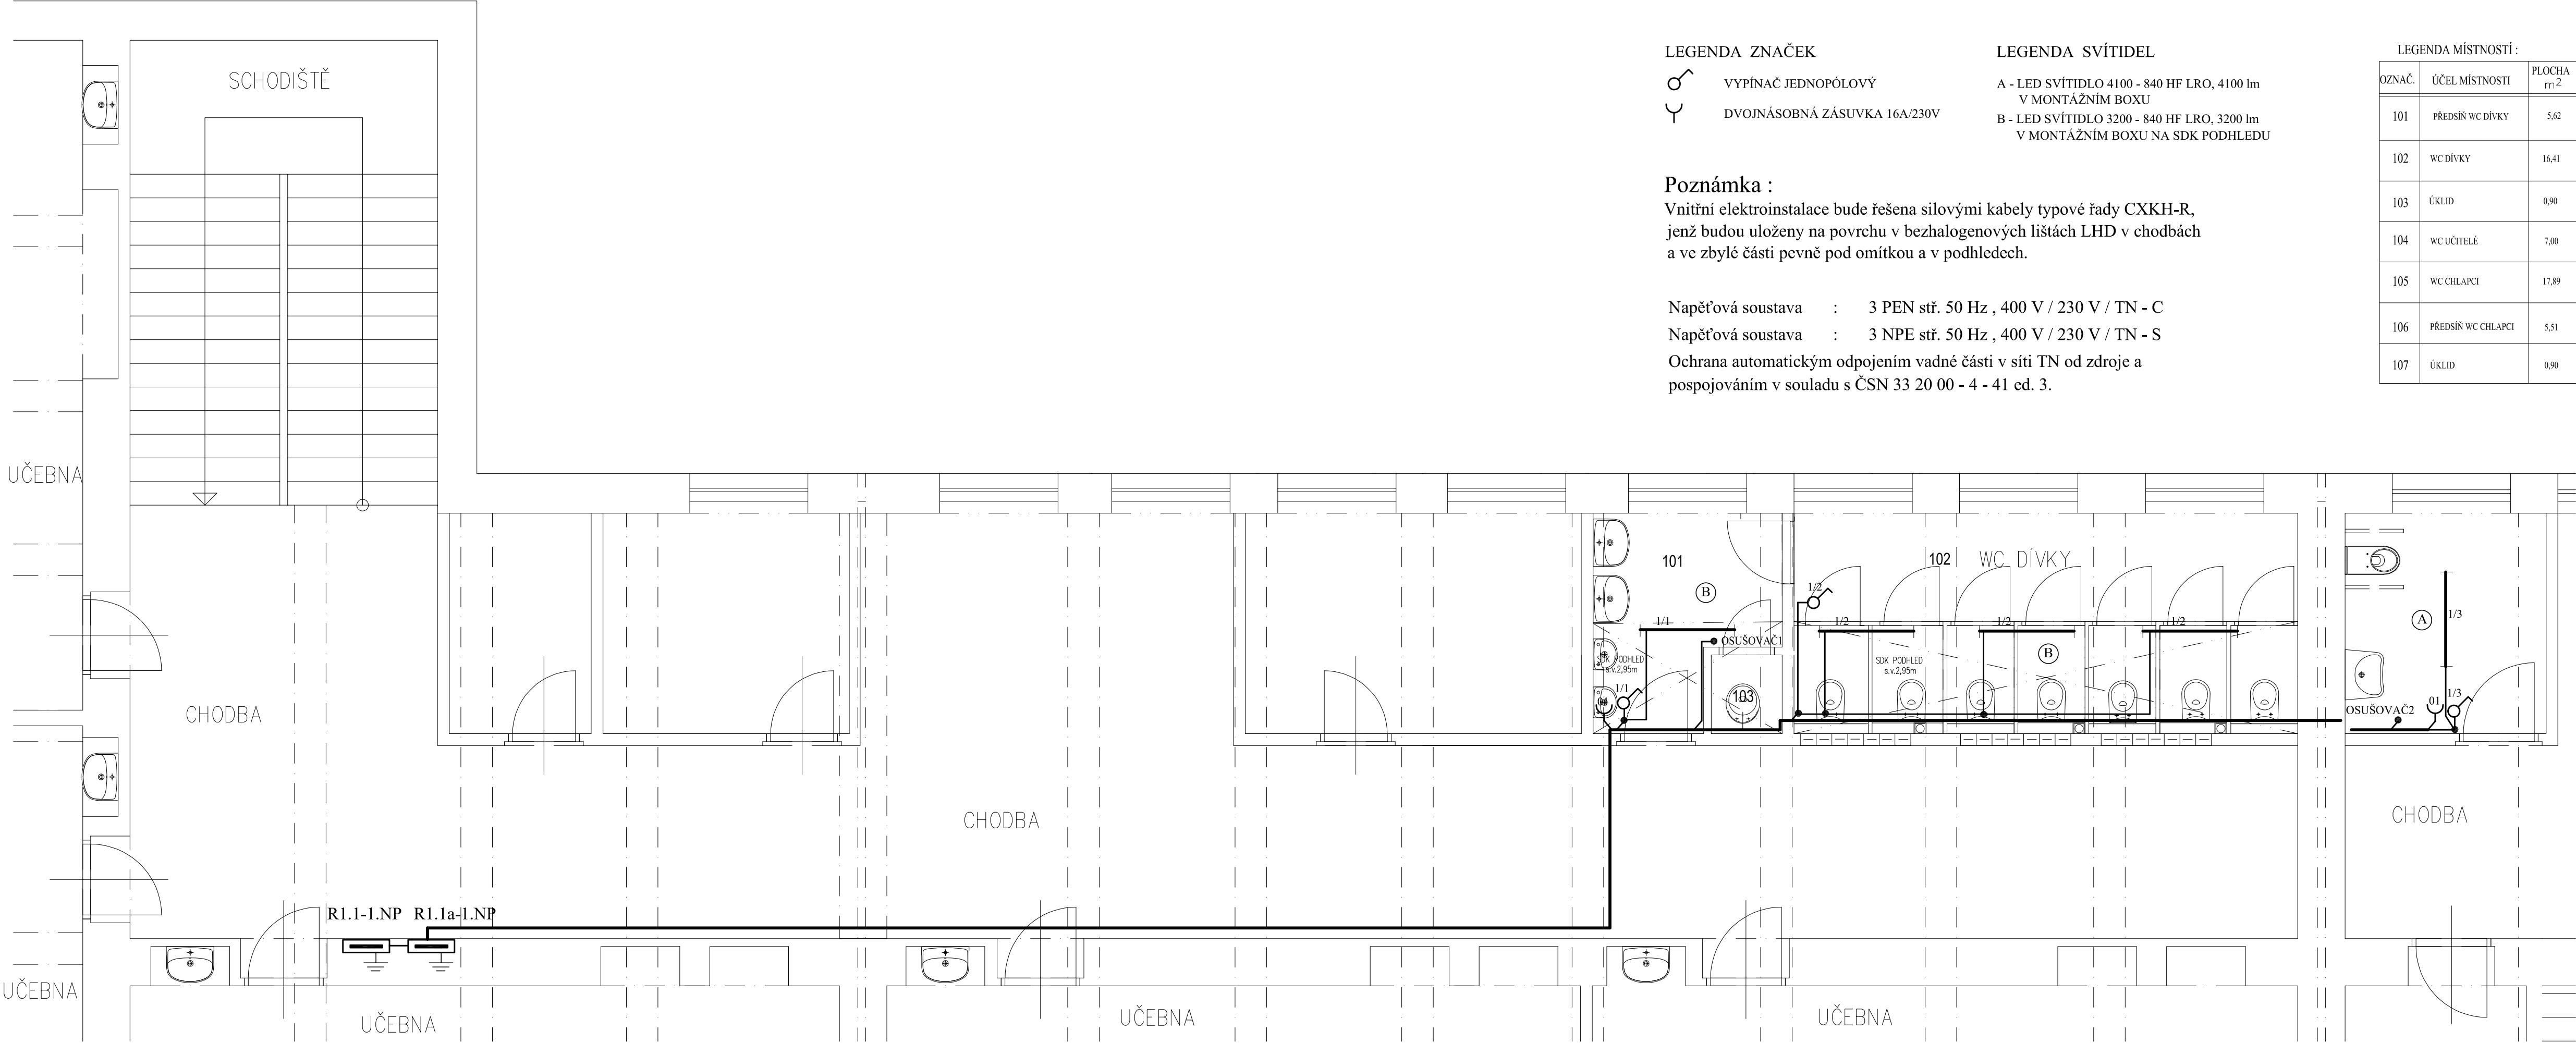 SCHODIŠTĚ
LEGENDA ZNAČEK
VYPÍNAČ JEDNOPÓLOVÝ
DVOJNÁSOBNÁ ZÁSUVKA 16A/230V
LEGENDA SVÍTIDEL
A - LED SVÍTIDLO 4100 - 840 HF LRO, 4100 lm
V MONTÁŽNÍM BOXU
B - LED SVÍTIDLO 3200 - 840 HF LRO, 3200 lm
V MONTÁŽNÍM BOXU NA SDK PODHLEDU
LEGENDA MÍSTNOSTÍ :
OZNAČ. ÚČEL MÍSTNOSTI PLOCHA m2
101 PŘEDSÍŇ WC DÍVKY 5,62
102 WC DÍVKY 16,41
103 ÚKLID 0,90
104 WC UČITELÉ 7,00
105 WC CHLAPCI 17,89
106 PŘEDSÍŇ WC CHLAPCI 5,51
107 ÚKLID 0,90
Poznámka :
Vnitřní elektroinstalace bude řešena silovými kabely typové řady CXKH-R,
jenž budou uloženy na povrchu v bezhalogenových lištách LHD v chodbách
a ve zbylé části pevně pod omítkou a v podhledech.
Napěťová soustava : 3 PEN stř. 50 Hz , 400 V / 230 V / TN - C
Napěťová soustava : 3 NPE stř. 50 Hz , 400 V / 230 V / TN - S
Ochrana automatickým odpojením vadné části v síti TN od zdroje a
pospojováním v souladu s ČSN 33 20 00 - 4 - 41 ed. 3.
UČEBNA
101
102 WC DÍVKY
B
1/2
1/1
1/2
1/2
1/2
1/3
A
OSUŠOVAČ1
B
SDK PODHLED
s.v.2,95m
SDK PODHLED
s.v.2,95m
1/1
103
01
1/3
01
OSUŠOVAČ2
CHODBA
CHODBA
CHODBA
R1.1-1.NP R1.1a-1.NP
UČEBNA
UČEBNA
UČEBNA
UČEBNA